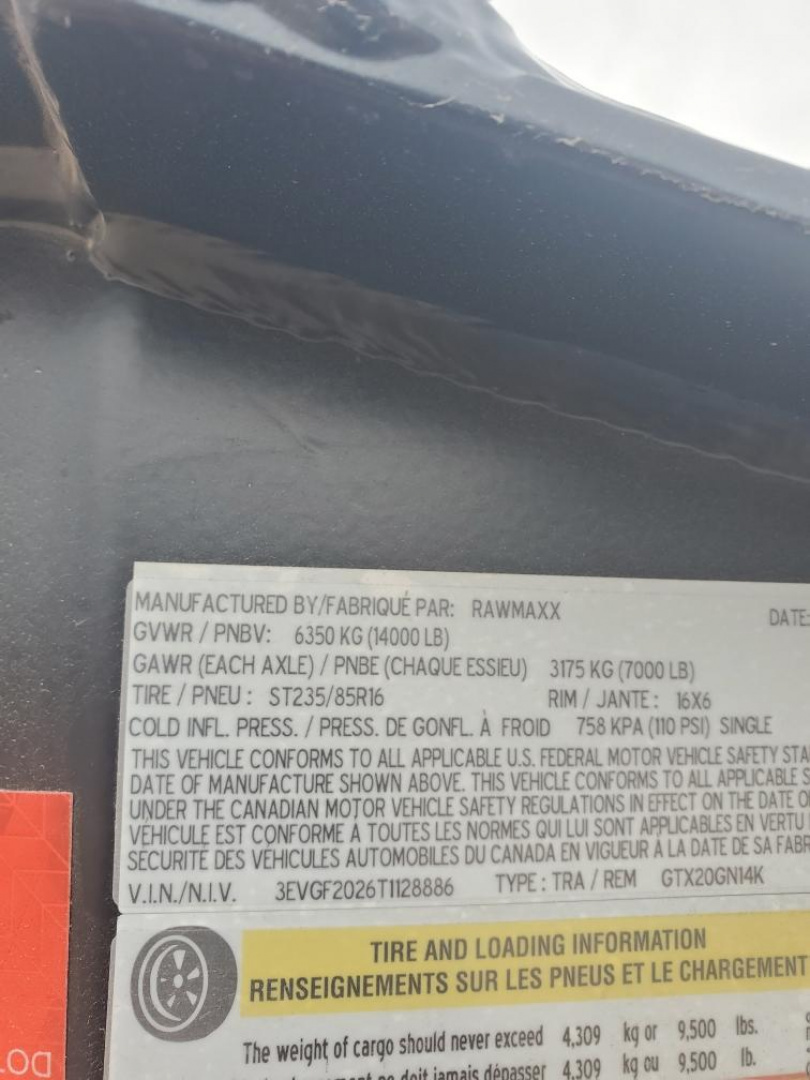 MANUFACTURED BY/FABRIQUÉ PAR: RAWMAXX DATE:
GVWR / PNBV: 6350 KG (14000 LB)
GAWR (EACH AXLE) / PNBE (CHAQUE ESSIEU) 3175 KG (7000 LB)
TIRE / PNEU : ST235/85R16 RIM / JANTE : 16X6
COLD INFL. PRESS. / PRESS. DE GONFL. À FROID 758 KPA (110 PSI) SINGLE
THIS VEHICLE CONFORMS TO ALL APPLICABLE U.S. FEDERAL MOTOR VEHICLE SAFETY STA
DATE OF MANUFACTURE SHOWN ABOVE. THIS VEHICLE CONFORMS TO ALL APPLICABLE S
UNDER THE CANADIAN MOTOR VEHICLE SAFETY REGULATIONS IN EFFECT ON THE DATE O
VÉHICULE EST CONFORME A TOUTES LES NORMES QUI LUI SONT APPLICABLES EN VERTU
SÉCURITÉ DES VÉHICULES AUTOMOBILES DU CANADA EN VIGUEUR À LA DATE DE SA FABR
V.I.N./N.I.V. 3EVGF2026T1128886 TYPE : TRA / REM GTX20GN14K
TIRE AND LOADING INFORMATION
RENSEIGNEMENTS SUR LES PNEUS ET LE CHARGEMENT
The weight of cargo should never exceed 4,309 kg or 9,500 lbs.
ne doit jamais dépasser 4,309 kg ou 9,500 lb.
DO